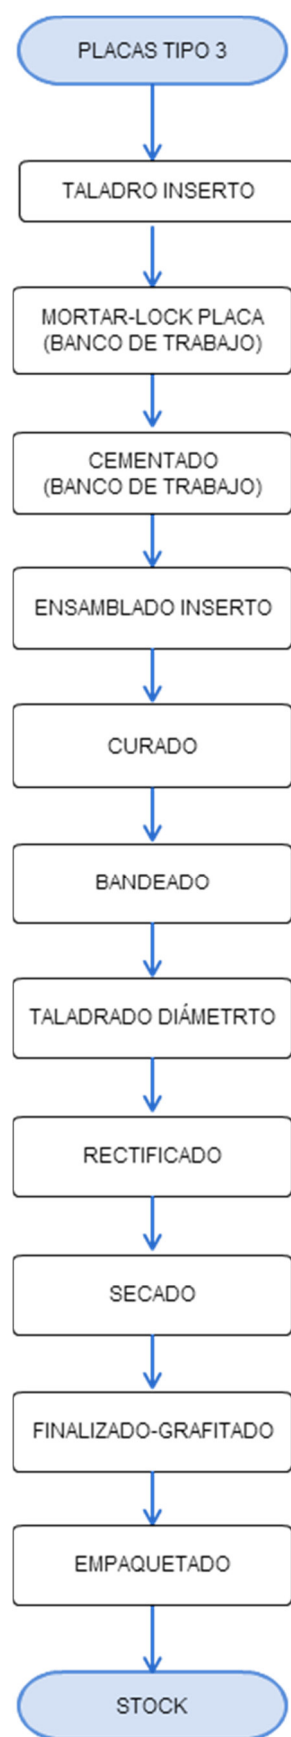 PLACAS TIPO 3
TALADRO INSERTO
MORTAR-LOCK PLACA
(BANCO DE TRABAJO)
CEMENTADO
(BANCO DE TRABAJO)
ENSAMBLADO INSERTO
CURADO
BANDEADO
TALADRADO DIÁMETRTO
RECTIFICADO
SECADO
FINALIZADO-GRAFITADO
EMPAQUETADO
STOCK